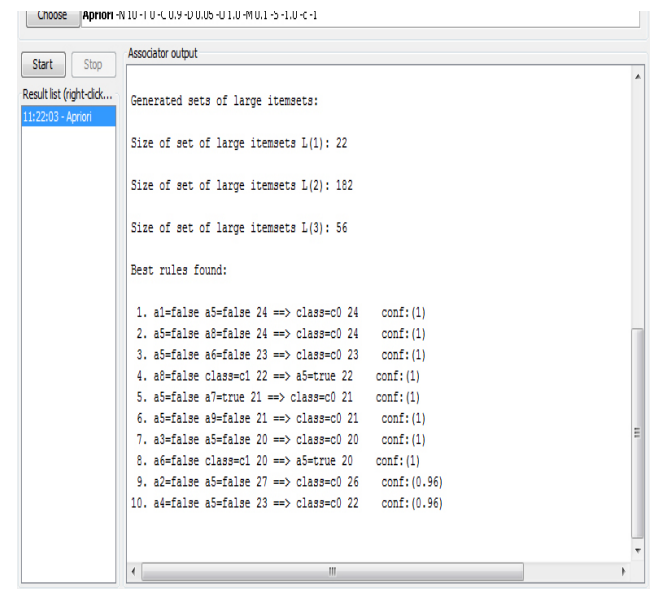 Choose Apriori -N 10 -T 0 -C 0.9 -D 0.05 -U 1.0 -M 0.1 -S -1.0 -c -1
Start Stop
Result list (right-click...
11:22:03 - Apriori
Associator output
Generated sets of large itemsets:
Size of set of large itemsets L(1): 22
Size of set of large itemsets L(2): 182
Size of set of large itemsets L(3): 56
Best rules found:
1. a1=false a5=false 24 ==> class=c0 24 conf:(1)
2. a5=false a8=false 24 ==> class=c0 24 conf:(1)
3. a5=false a6=false 23 ==> class=c0 23 conf:(1)
4. a8=false class=c1 22 ==> a5=true 22 conf:(1)
5. a5=false a7=true 21 ==> class=c0 21 conf:(1)
6. a5=false a9=false 21 ==> class=c0 21 conf:(1)
7. a3=false a5=false 20 ==> class=c0 20 conf:(1)
8. a6=false class=c1 20 ==> a5=true 20 conf:(1)
9. a2=false a5=false 27 ==> class=c0 26 conf:(0.96)
10. a4=false a5=false 23 ==> class=c0 22 conf:(0.96)